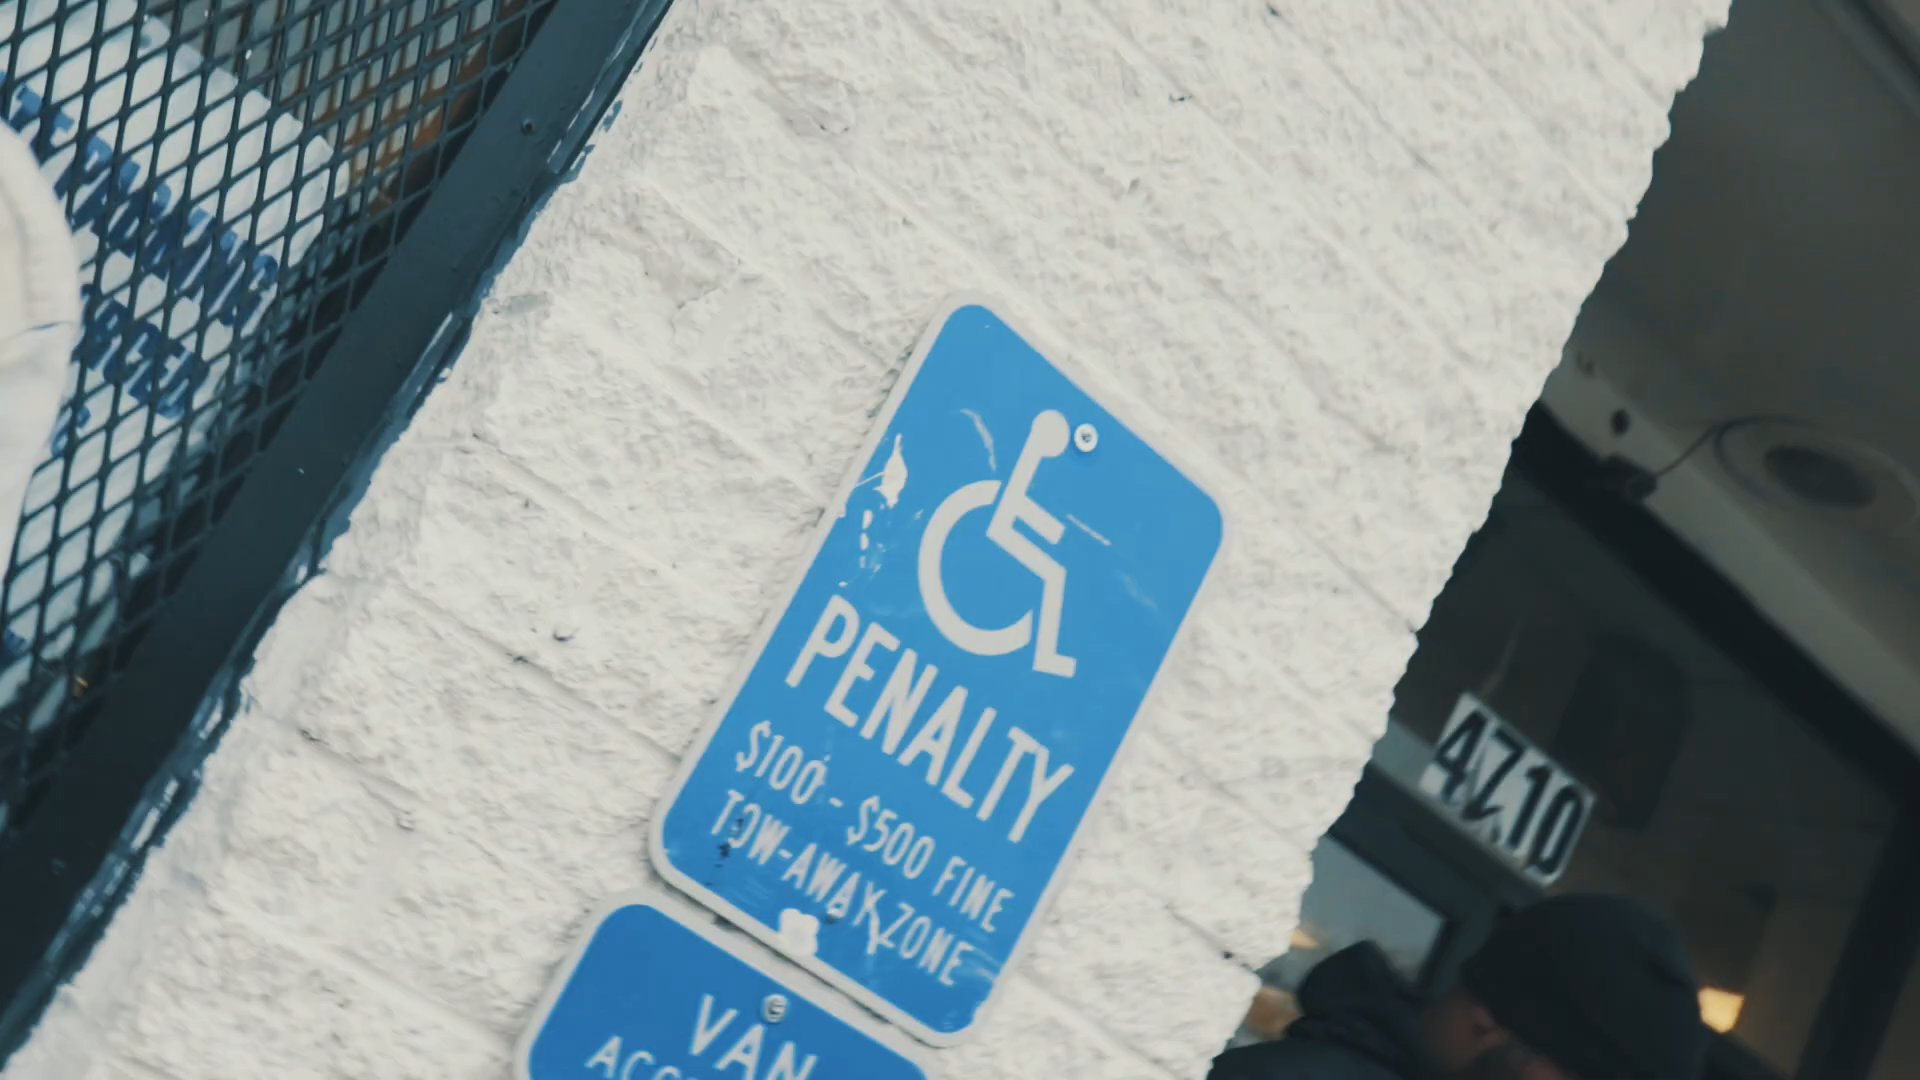 PENALTY
$100 - $500 FINE
TOW-AWAY ZONE
VAN
4710